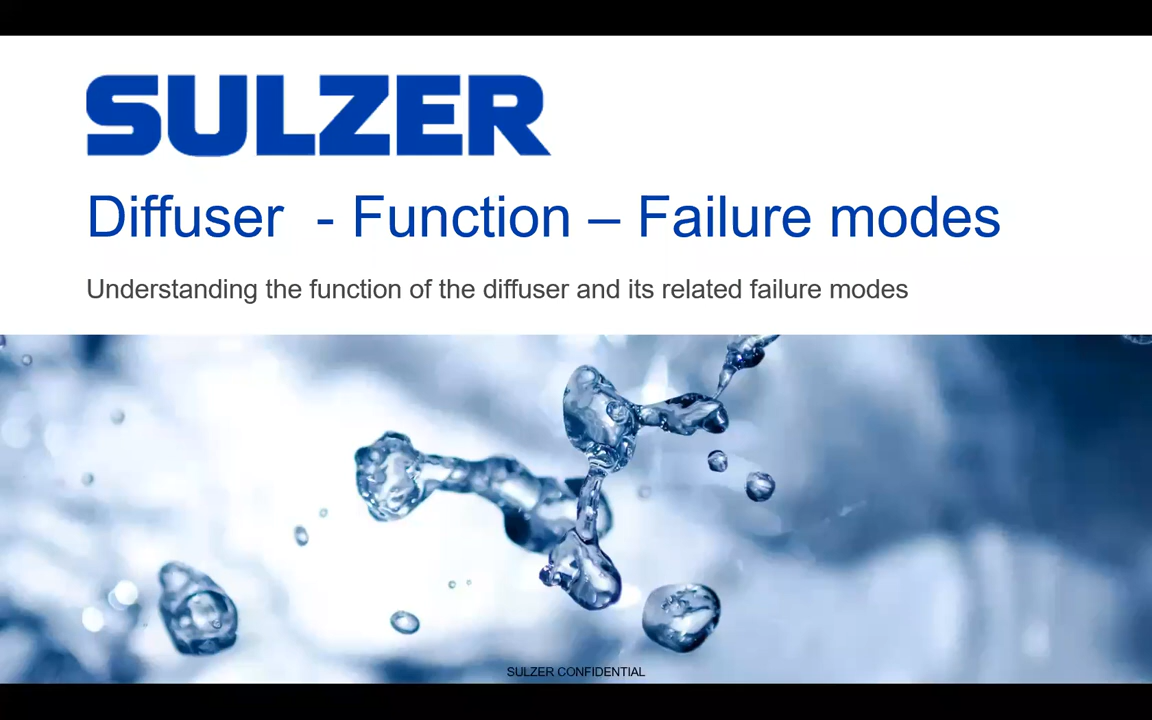 SULZER
Diffuser  - Function – Failure modes
Understanding the function of the diffuser and its related failure modes
SULZER CONFIDENTIAL